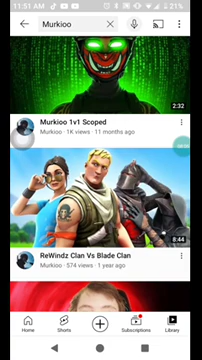 11:51 AM
21%
Murkioo
2:32
Murkioo 1v1 Scoped
Murkioo · 1K views · 11 months ago
8:44
ReWindz Clan Vs Blade Clan
Murkioo · 574 views · 1 year ago
Home
Shorts
Subscriptions
Library